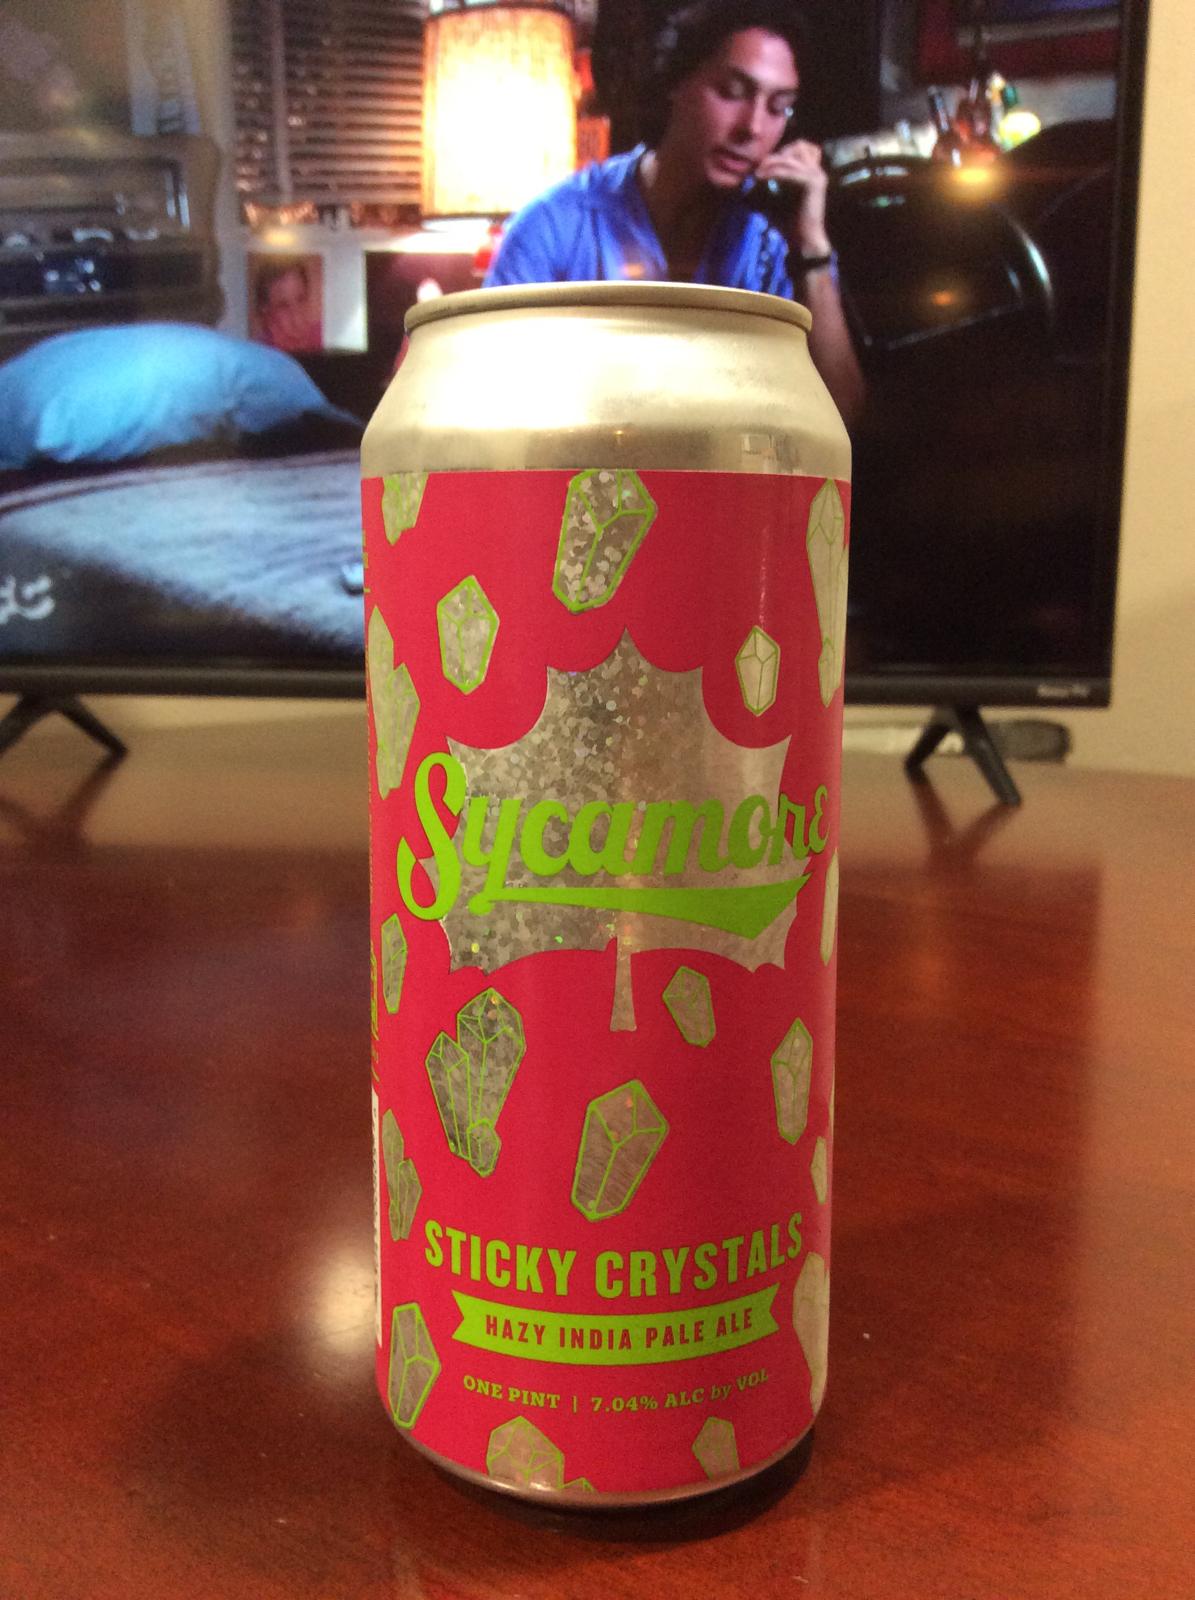 Sycamore
STICKY CRYSTALS
HAZY INDIA PALE ALE
ONE PINT | 7.04% ALC by VOL